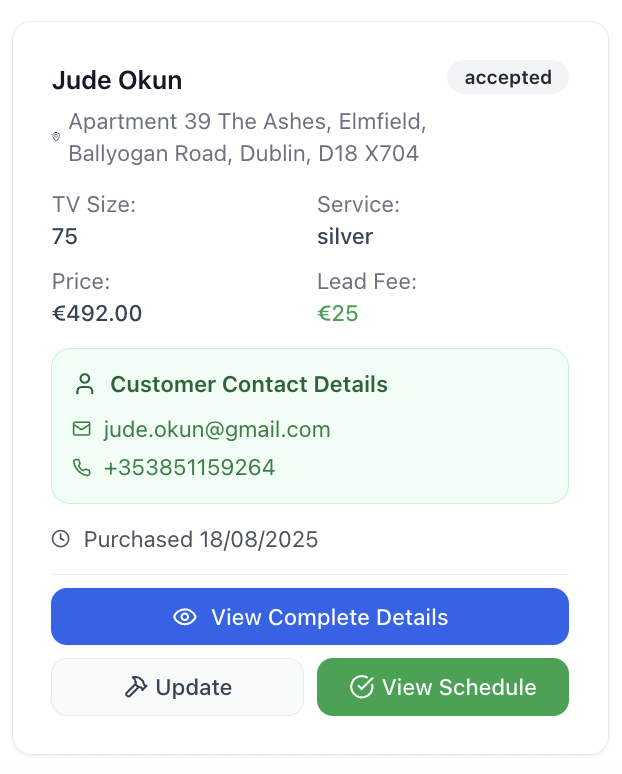 Jude Okun
accepted
Apartment 39 The Ashes, Elmfield,
Ballyogan Road, Dublin, D18 X704
TV Size:
75
Service:
silver
Price:
€492.00
Lead Fee:
€25
Customer Contact Details
jude.okun@gmail.com
+353851159264
Purchased 18/08/2025
View Complete Details
Update
View Schedule